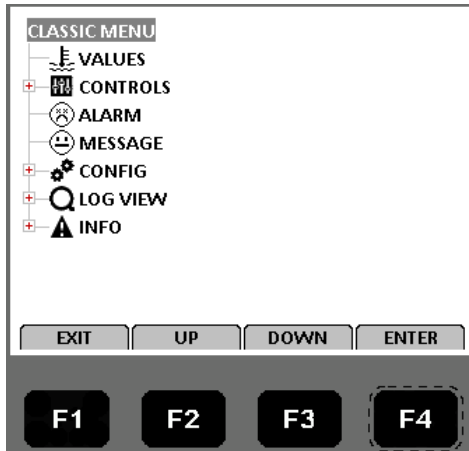 CLASSIC MENU
VALUES
CONTROLS
ALARM
MESSAGE
CONFIG
LOG VIEW
INFO
EXIT UP DOWN ENTER
F1 F2 F3 F4